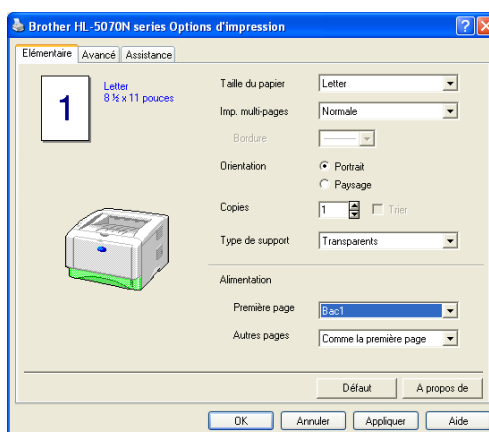 Brother HL-5070N series Options d'impression
Elémentaire Avancé Assistance
1
Letter
8 ½ x 11 pouces
Taille du papier Letter
Imp. multi-pages Normale
Bordure
Orientation Portrait
Paysage
Copies 1 Trier
Type de support Transparents
Alimentation
Première page Bac1
Autres pages Comme la première page
Défaut A propos de
OK Annuler Appliquer Aide